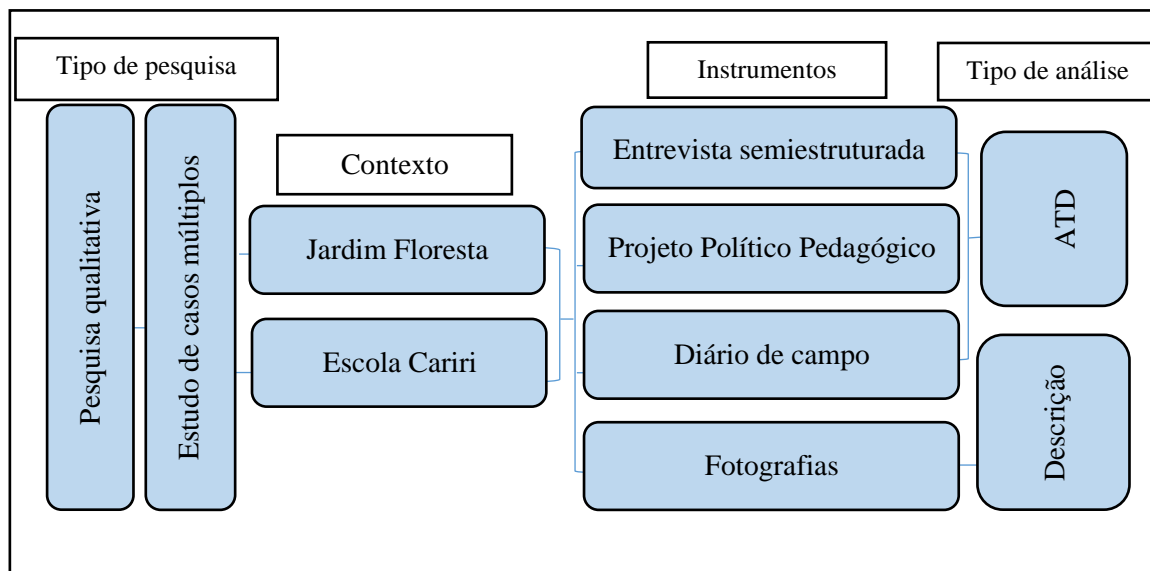 Tipo de pesquisa
Pesquisa qualitativa
Estudo de casos múltiplos
Contexto
Jardim Floresta
Escola Cariri
Instrumentos
Entrevista semiestruturada
Projeto Político Pedagógico
Diário de campo
Fotografias
Tipo de análise
ATD
Descrição